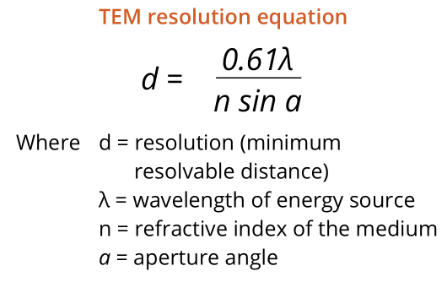 TEM resolution equation
d = 0.61λ
n sin a
Where d = resolution (minimum
resolvable distance)
λ = wavelength of energy source
n = refractive index of the medium
a = aperture angle